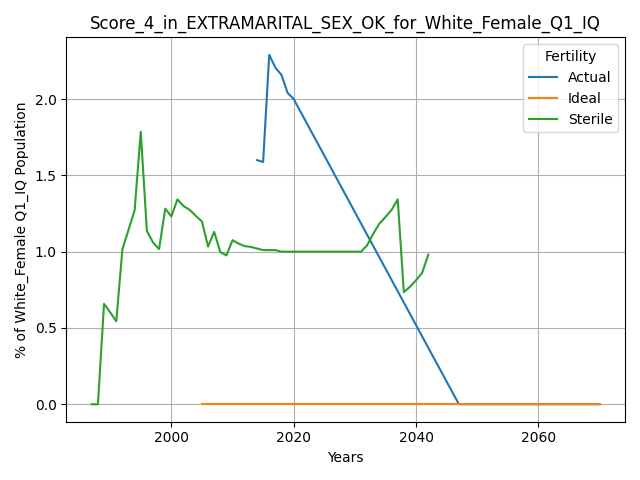 Score_4_in_EXTRAMARITAL_SEX_OK_for_White_Female_Q1_IQ
Fertility
Actual
Ideal
Sterile
% of White_Female Q1_IQ Population
2.0
1.5
1.0
0.5
0.0
2000
2020
2040
2060
Years